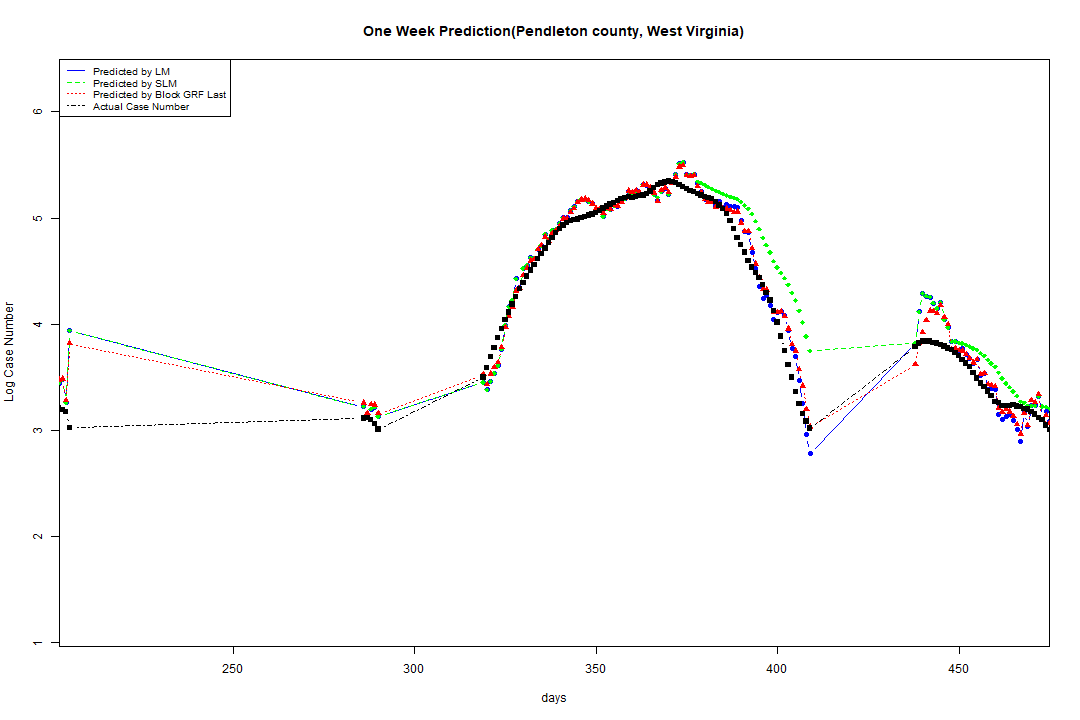 One Week Prediction(Pendleton county, West Virginia)
Predicted by LM
Predicted by SLM
Predicted by Block GRF Last
Actual Case Number
6
5
4
3
2
1
Log Case Number
250 300 350 400 450
days